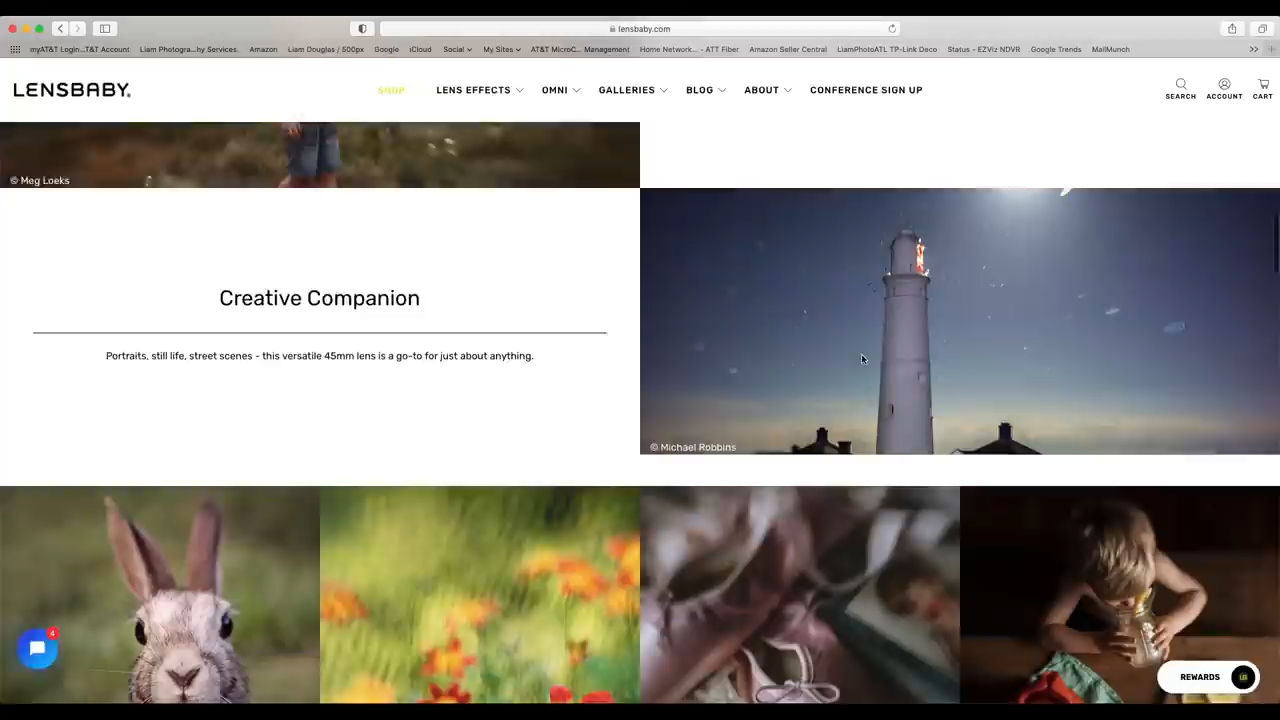 lensbaby.com
myAT&T Login...T&T Account Liam Photogra...by Services. Amazon Liam Douglas / 500px Google iCloud Social My Sites AT&T MicroC... Management Home Network... - ATT Fiber Amazon Seller Central LiamPhotoATL TP-Link Deco Status - EZViz NDVR Google Trends MailMunch
LENSBABY
SHOP LENS EFFECTS OMNI GALLERIES BLOG ABOUT CONFERENCE SIGN UP
SEARCH ACCOUNT CART
© Meg Loeks
Creative Companion
Portraits, still life, street scenes - this versatile 45mm lens is a go-to for just about anything.
© Michael Robbins
4
REWARDS